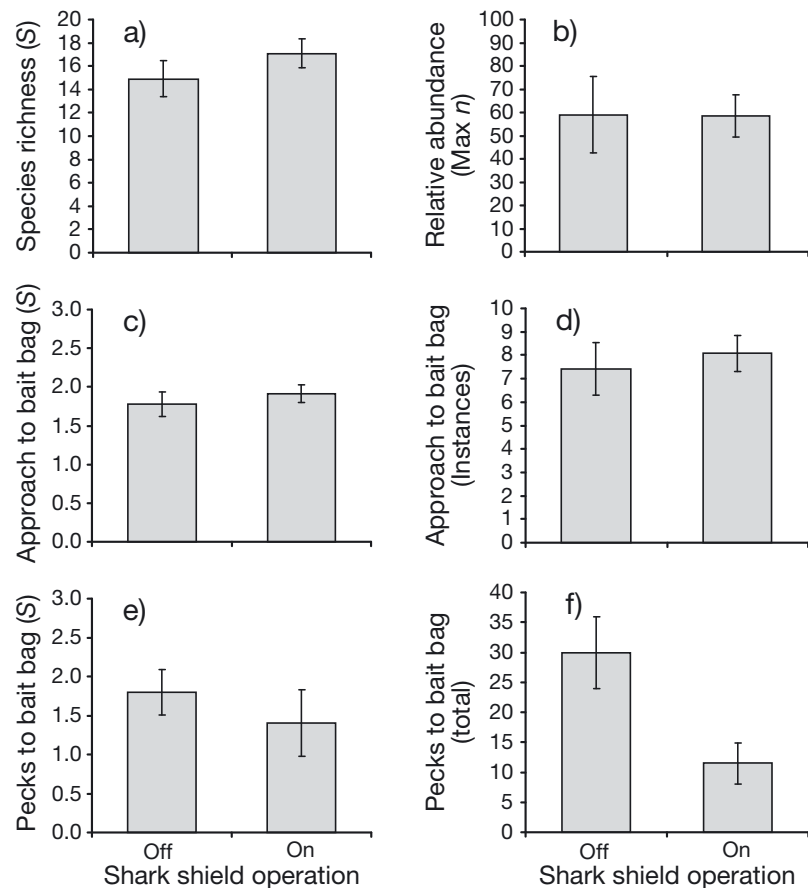 Species richness (S)
20
18
16
14
12
10
8
6
4
2
0
a)
Relative abundance
(Max n)
100
90
80
70
60
50
40
30
20
10
0
b)
Approach to bait bag (S)
3.0
2.5
2.0
1.5
1.0
0.5
0.0
c)
Approach to bait bag
(Instances)
10
9
8
7
6
5
4
3
2
1
0
d)
Pecks to bait bag (S)
3.0
2.5
2.0
1.5
1.0
0.5
0.0
e)
Off On
Shark shield operation
Pecks to bait bag
(total)
40
35
30
25
20
15
10
5
0
f)
Off On
Shark shield operation